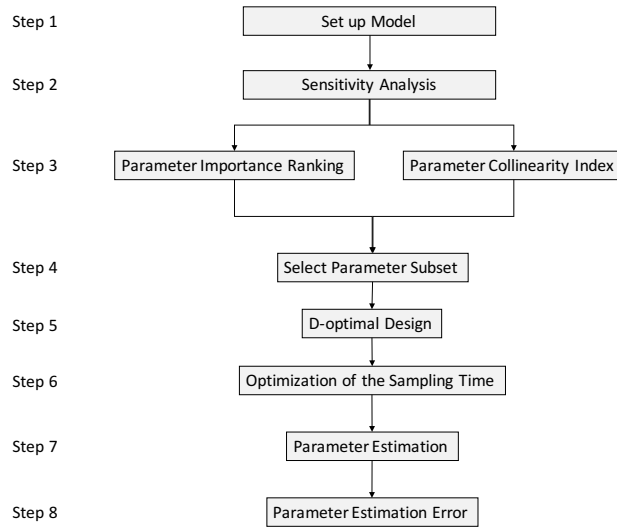 Step 1
Set up Model
Step 2
Sensitivity Analysis
Step 3
Parameter Importance Ranking
Parameter Collinearity Index
Step 4
Select Parameter Subset
Step 5
D-optimal Design
Step 6
Optimization of the Sampling Time
Step 7
Parameter Estimation
Step 8
Parameter Estimation Error